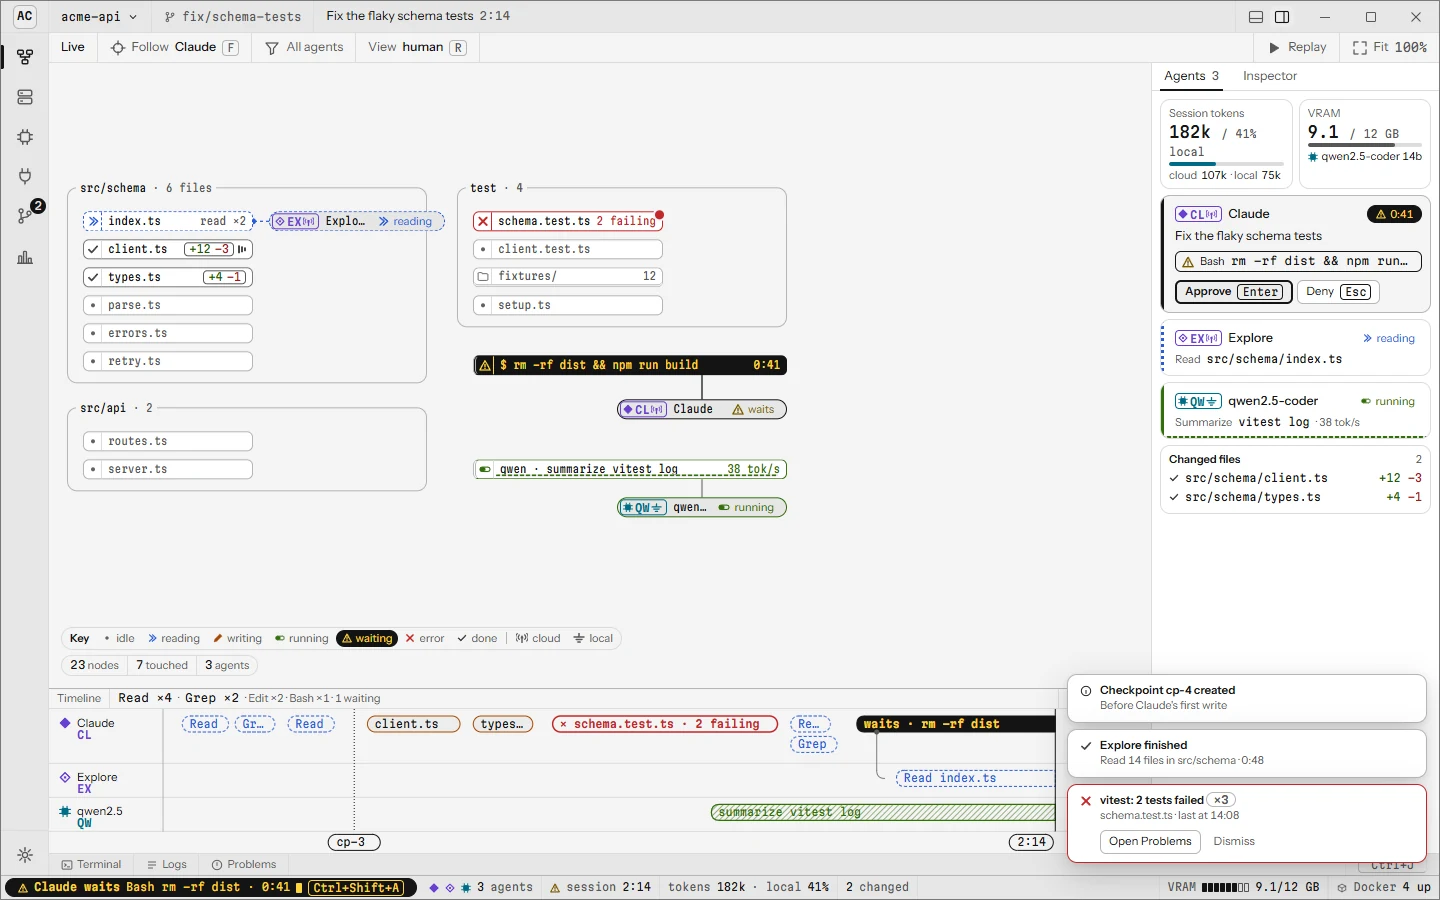 AC acme-api fix/schema-tests Fix the flaky schema tests 2:14
Live Follow Claude F All agents View human R Replay Fit 100%
2
src/schema · 6 files
index.ts read ×2
EX Explo... reading
client.ts +12 −3
types.ts +4 −1
parse.ts
errors.ts
retry.ts
src/api · 2
routes.ts
server.ts
test · 4
schema.test.ts 2 failing
client.test.ts
fixtures/ 12
setup.ts
$ rm -rf dist && npm run build 0:41
CL Claude waits
qwen · summarize vitest log 38 tok/s
QW qwen... running
Key idle reading writing running waiting error done cloud local
23 nodes 7 touched 3 agents
Agents 3 Inspector
Session tokens
182k / 41%
local
cloud 107k · local 75k
VRAM
9.1 / 12 GB
qwen2.5-coder 14b
CL Claude 0:41
Fix the flaky schema tests
Bash rm -rf dist && npm run...
Approve Enter Deny Esc
EX Explore reading
Read src/schema/index.ts
QW qwen2.5-coder running
Summarize vitest log · 38 tok/s
Changed files 2
src/schema/client.ts +12 −3
src/schema/types.ts +4 −1
Timeline Read ×4 · Grep ×2 · Edit ×2 · Bash ×1 · 1 waiting
Claude
CL
Read Gr... Read client.ts types... × schema.test.ts · 2 failing Re... waits · rm -rf dist
Grep
Explore
EX
Read index.ts
qwen2.5
QW
summarize vitest log
cp-3 2:14
Checkpoint cp-4 created
Before Claude's first write
Explore finished
Read 14 files in src/schema · 0:48
vitest: 2 tests failed ×3
schema.test.ts · last at 14:08
Open Problems Dismiss
Terminal Logs Problems Ctrl+J
Claude waits Bash rm -rf dist · 0:41 Ctrl+Shift+A 3 agents session 2:14 tokens 182k · local 41% 2 changed VRAM 9.1/12 GB Docker 4 up